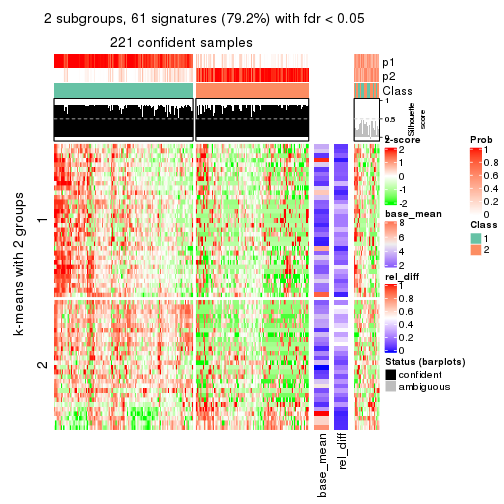 2 subgroups, 61 signatures (79.2%) with fdr < 0.05
221 confident samples
p1
p2
Class
1
0.5
0
Silhouette
score
k-means with 2 groups
1
2
base_mean
rel_diff
z-score
2
1
0
-1
-2
base_mean
8
6
4
2
rel_diff
1
0.8
0.6
0.4
0.2
0
Status (barplots)
confident
ambiguous
Prob
1
0.8
0.6
0.4
0.2
0
Class
1
2